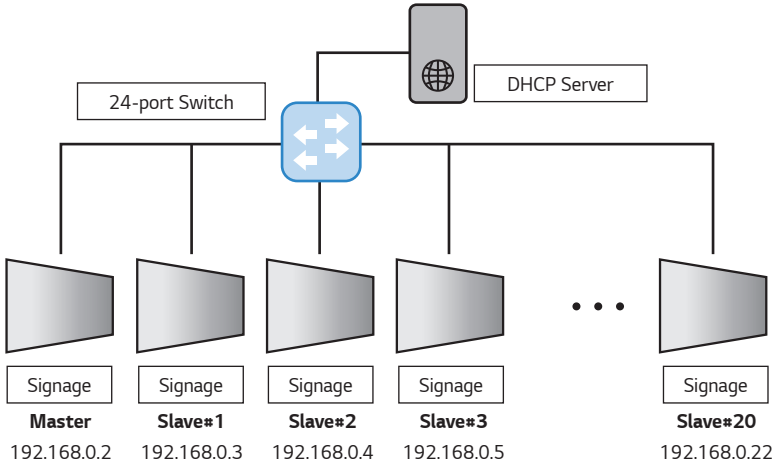 DHCP Server
24-port Switch
Signage Signage Signage Signage Signage
Master Slave#1 Slave#2 Slave#3 Slave#20
192.168.0.2 192.168.0.3 192.168.0.4 192.168.0.5 192.168.0.22